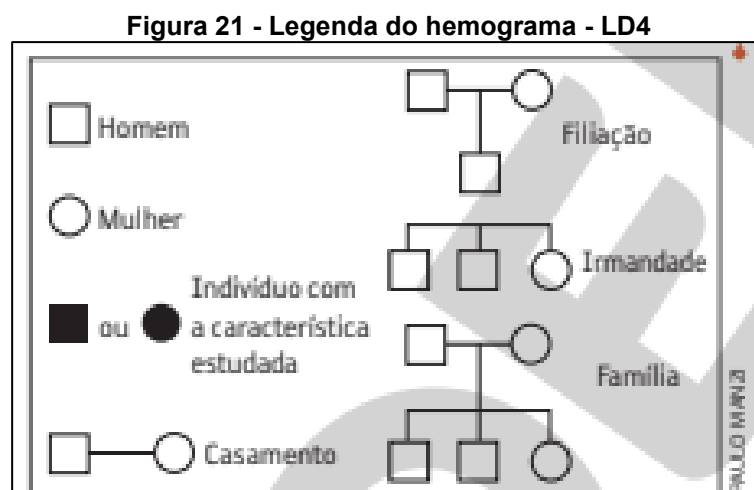 Figura 21 - Legenda do hemograma - LD4
Homem
Mulher
ou
Indivíduo com
a característica
estudada
Casamento
Filiação
Irmandade
Família